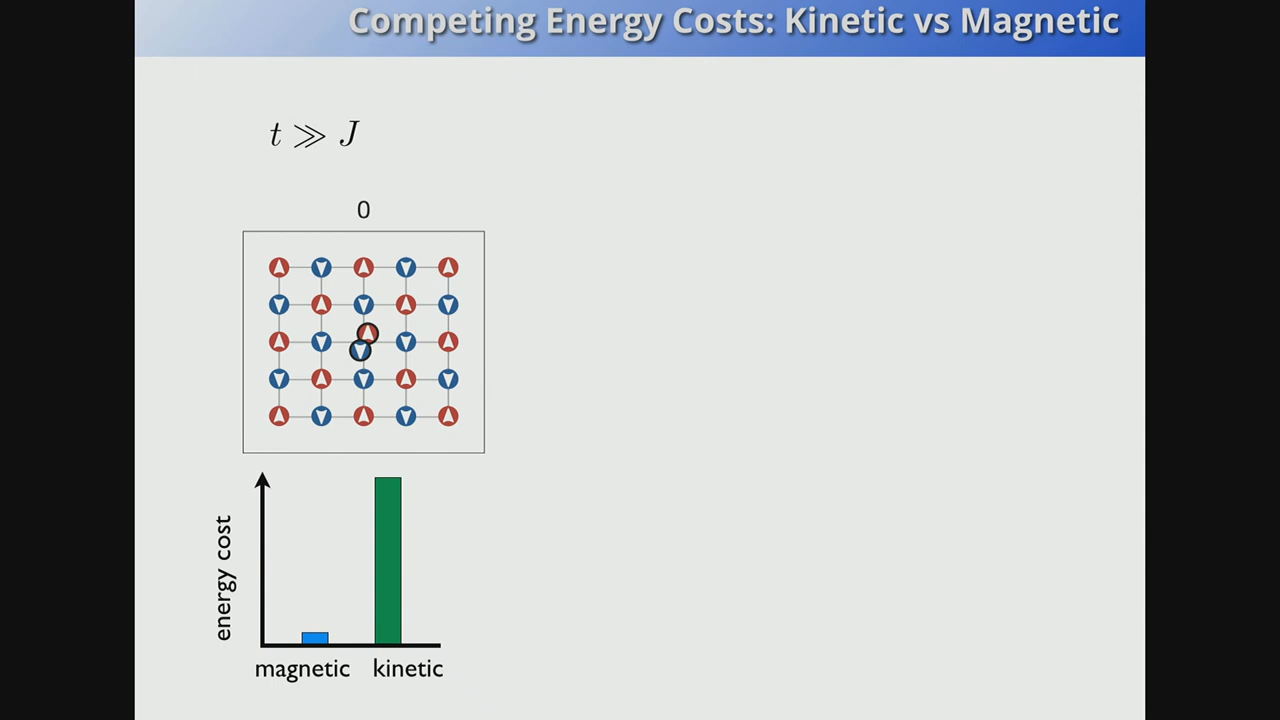 Competing Energy Costs: Kinetic vs Magnetic
t ≫ J
0
energy cost
magnetic kinetic